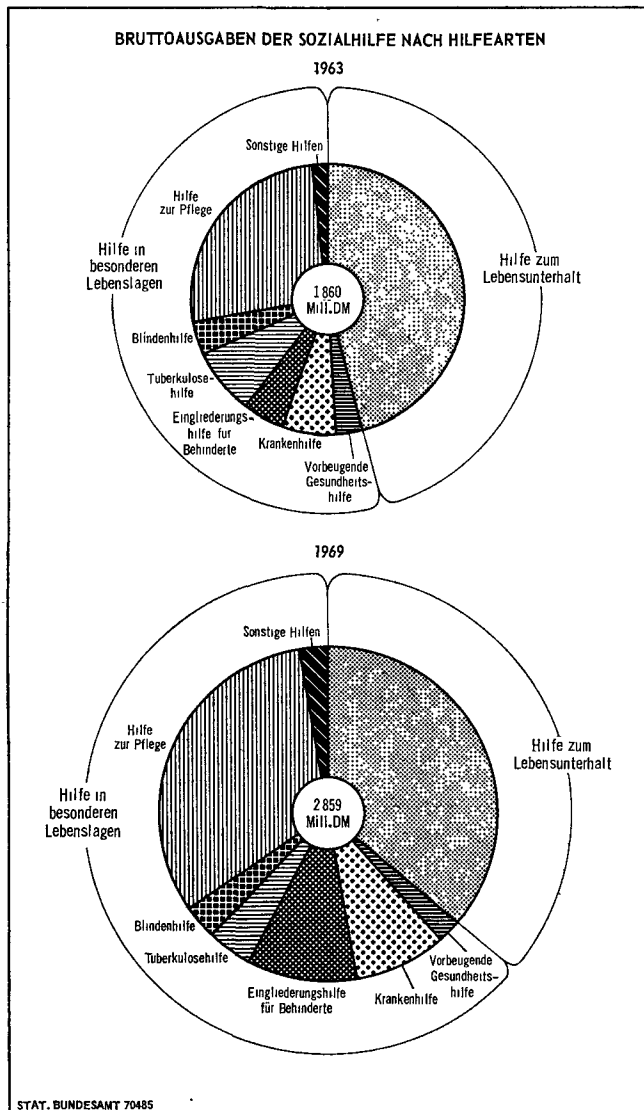 BRUTTOAUSGABEN DER SOZIALHILFE NACH HILFEARTEN
1963
Sonstige Hilfen
Hilfe
zur Pflege
Hilfe in
besonderen
Lebenslagen
Hilfe zum
Lebensunterhalt
1 860
Mill.DM
Blindenhilfe
Tuberkulose-
hilfe
Eingliederungs-
hilfe fur
Behinderte
Krankenhilfe
Vorbeugende
Gesundheits-
hilfe
1969
Sonstige Hilfen
Hilfe
zur Pflege
Hilfe in
besonderen
Lebenslagen
Hilfe zum
Lebensunterhalt
2 859
Mill.DM
Blindenhilfe
Tuberkulosehilfe
Eingliederungshilfe
für Behinderte
Krankenhilfe
Vorbeugende
Gesundheits-
hilfe
STAT. BUNDESAMT 70485